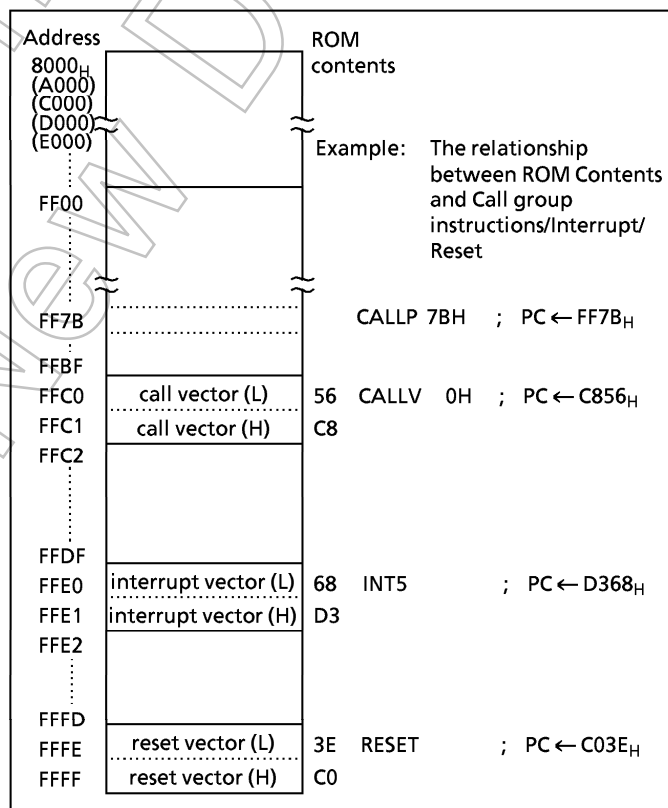 Address ROM
8000H contents
(A000)
(C000)
(D000)
(E000)
Example: The relationship
between ROM Contents
and Call group
instructions/Interrupt/
Reset
FF00
FF7B CALLP 7BH ; PC ← FF7BH
FFBF
FFC0 call vector (L) 56 CALLV 0H ; PC ← C856H
FFC1 call vector (H) C8
FFC2
FFDF
FFE0 interrupt vector (L) 68 INT5 ; PC ← D368H
FFE1 interrupt vector (H) D3
FFE2
FFFD
FFFE reset vector (L) 3E RESET ; PC ← C03EH
FFFF reset vector (H) C0